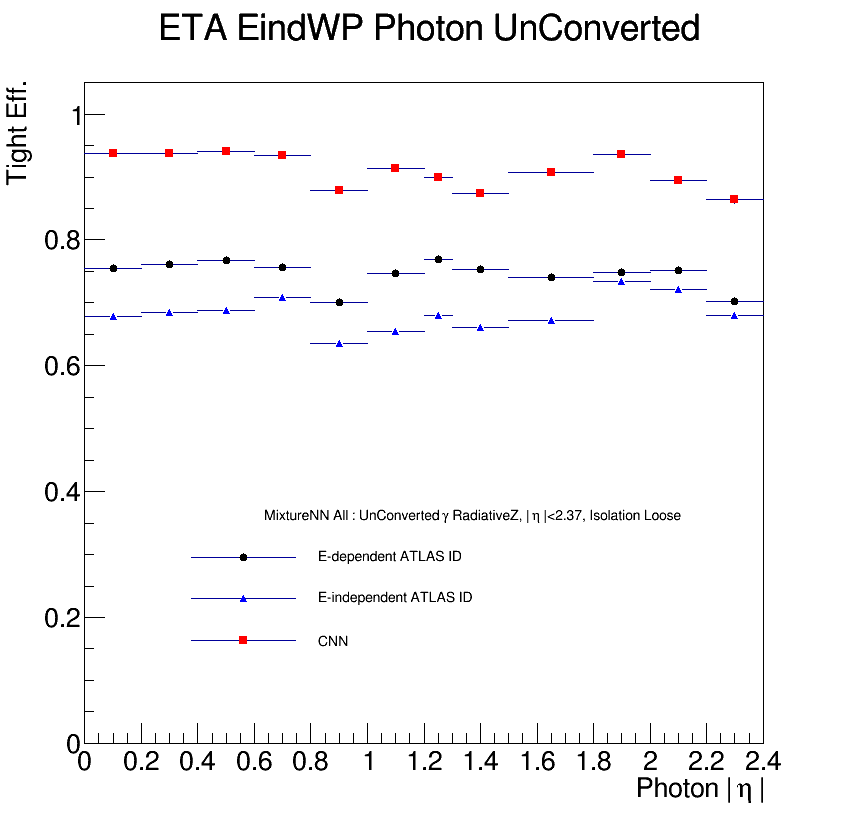 ETA EindWP Photon UnConverted
Tight Eff.
1
0.8
0.6
0.4
0.2
0
MixtureNN All : UnConverted γ RadiativeZ, | η |<2.37, Isolation Loose
E-dependent ATLAS ID
E-independent ATLAS ID
CNN
0 0.2 0.4 0.6 0.8 1 1.2 1.4 1.6 1.8 2 2.2 2.4
Photon | η |